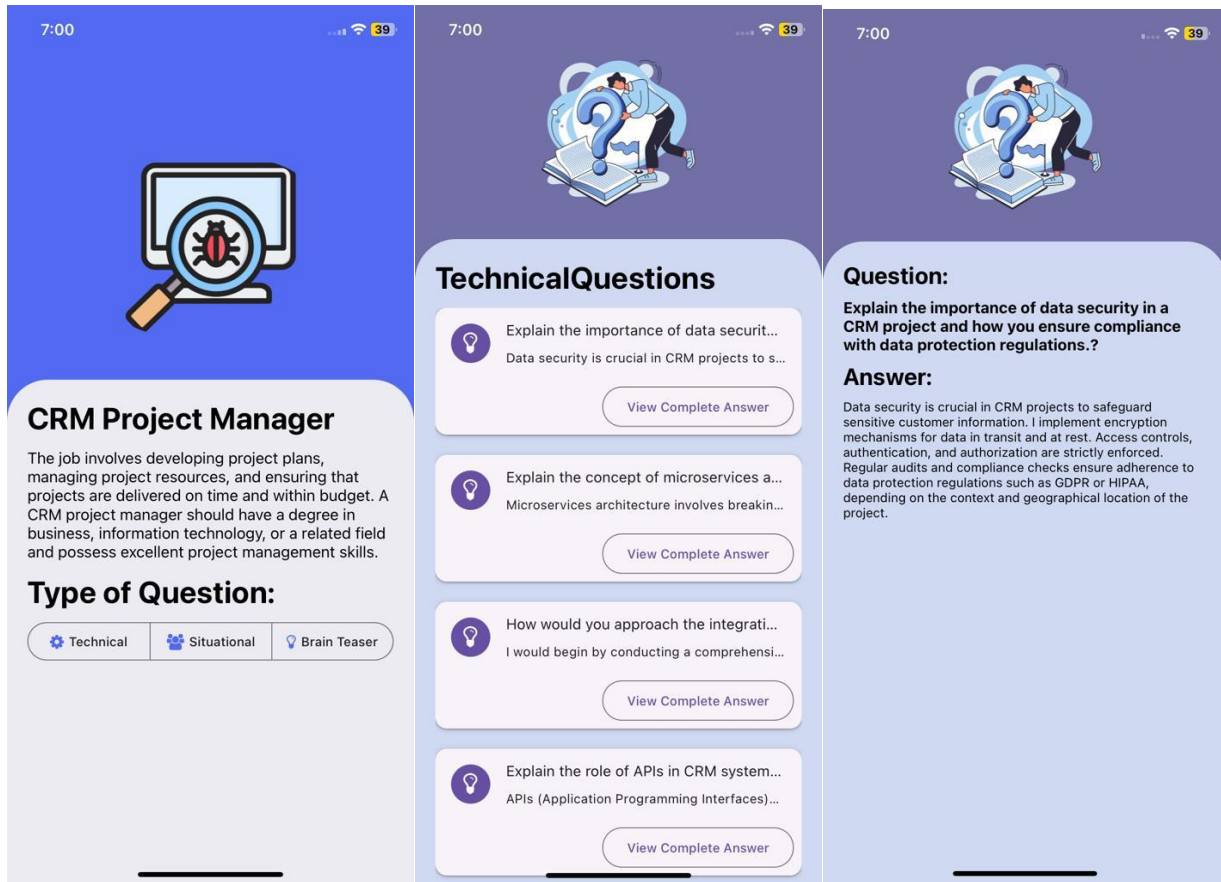 7:00
39
CRM Project Manager
The job involves developing project plans,
managing project resources, and ensuring that
projects are delivered on time and within budget. A
CRM project manager should have a degree in
business, information technology, or a related field
and possess excellent project management skills.
Type of Question:
Technical
Situational
Brain Teaser
7:00
39
TechnicalQuestions
Explain the importance of data securit...
Data security is crucial in CRM projects to s...
View Complete Answer
Explain the concept of microservices a...
Microservices architecture involves breakin...
View Complete Answer
How would you approach the integrati...
I would begin by conducting a comprehensi...
View Complete Answer
Explain the role of APIs in CRM system...
APIs (Application Programming Interfaces)...
View Complete Answer
7:00
39
Question:
Explain the importance of data security in a
CRM project and how you ensure compliance
with data protection regulations.?
Answer:
Data security is crucial in CRM projects to safeguard
sensitive customer information. I implement encryption
mechanisms for data in transit and at rest. Access controls,
authentication, and authorization are strictly enforced.
Regular audits and compliance checks ensure adherence to
data protection regulations such as GDPR or HIPAA,
depending on the context and geographical location of the
project.